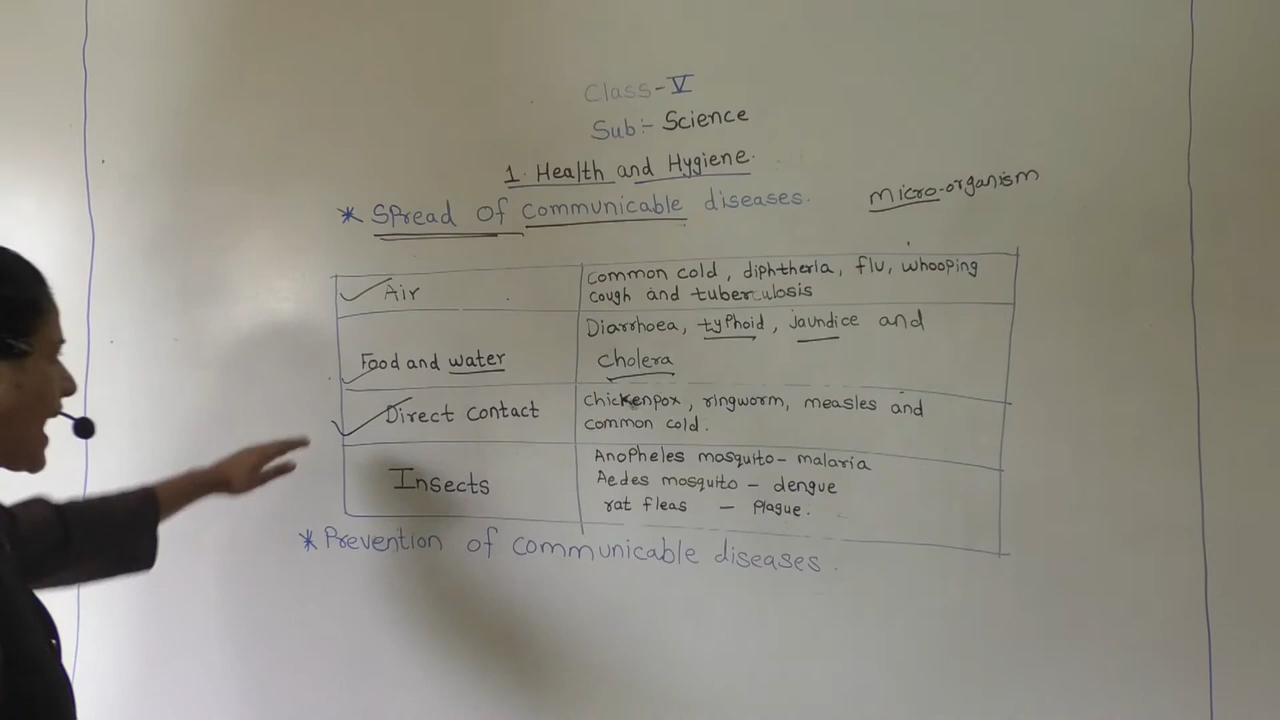 Class-V
Sub:- Science
1. Health and Hygiene.
* Spread of communicable diseases.
micro-organism
Air
common cold, diphtheria, flu, whooping
cough and tuberculosis
Food and water
Diarrhoea, typhoid, jaundice and
cholera
Direct contact
chickenpox, ringworm, measles and
common cold.
Insects
Anopheles mosquito- malaria
Aedes mosquito - dengue
rat fleas - Plague.
* Prevention of communicable diseases.